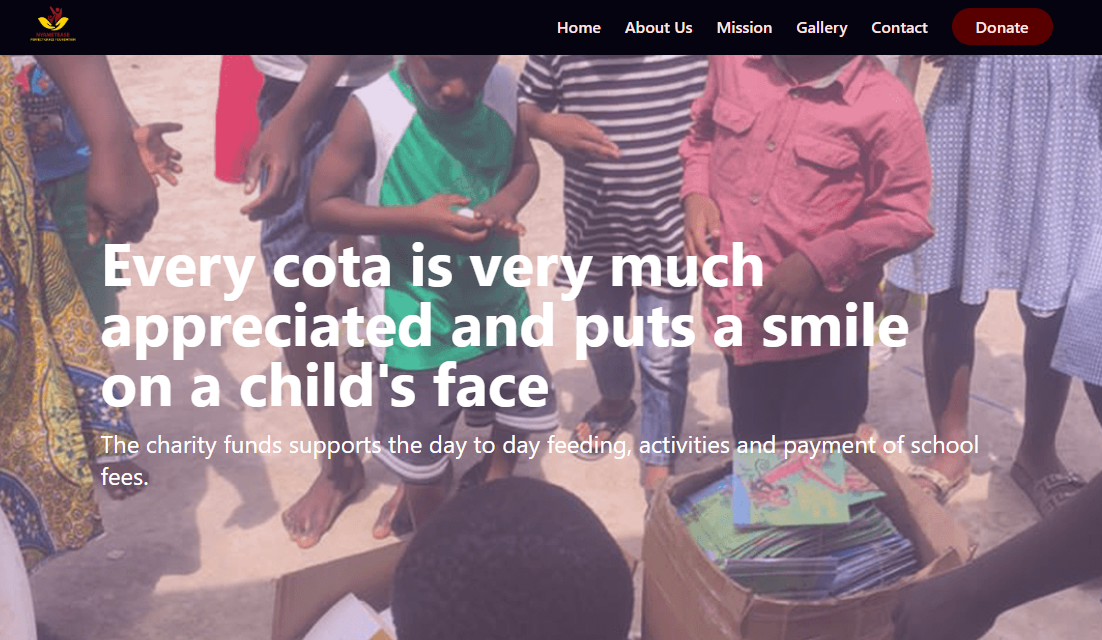 Home About Us Mission Gallery Contact Donate
Every cota is very much
appreciated and puts a smile
on a child's face
The charity funds supports the day to day feeding, activities and payment of school
fees.